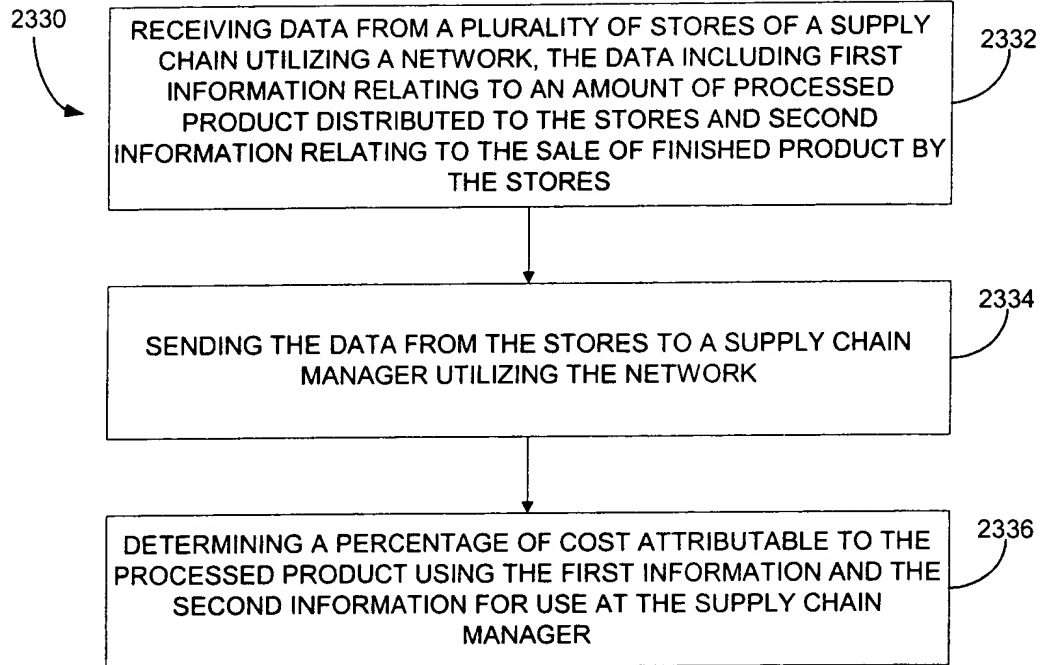 2330
RECEIVING DATA FROM A PLURALITY OF STORES OF A SUPPLY
CHAIN UTILIZING A NETWORK, THE DATA INCLUDING FIRST
INFORMATION RELATING TO AN AMOUNT OF PROCESSED
PRODUCT DISTRIBUTED TO THE STORES AND SECOND
INFORMATION RELATING TO THE SALE OF FINISHED PRODUCT BY
THE STORES
2332
SENDING THE DATA FROM THE STORES TO A SUPPLY CHAIN
MANAGER UTILIZING THE NETWORK
2334
DETERMINING A PERCENTAGE OF COST ATTRIBUTABLE TO THE
PROCESSED PRODUCT USING THE FIRST INFORMATION AND THE
SECOND INFORMATION FOR USE AT THE SUPPLY CHAIN
MANAGER
2336